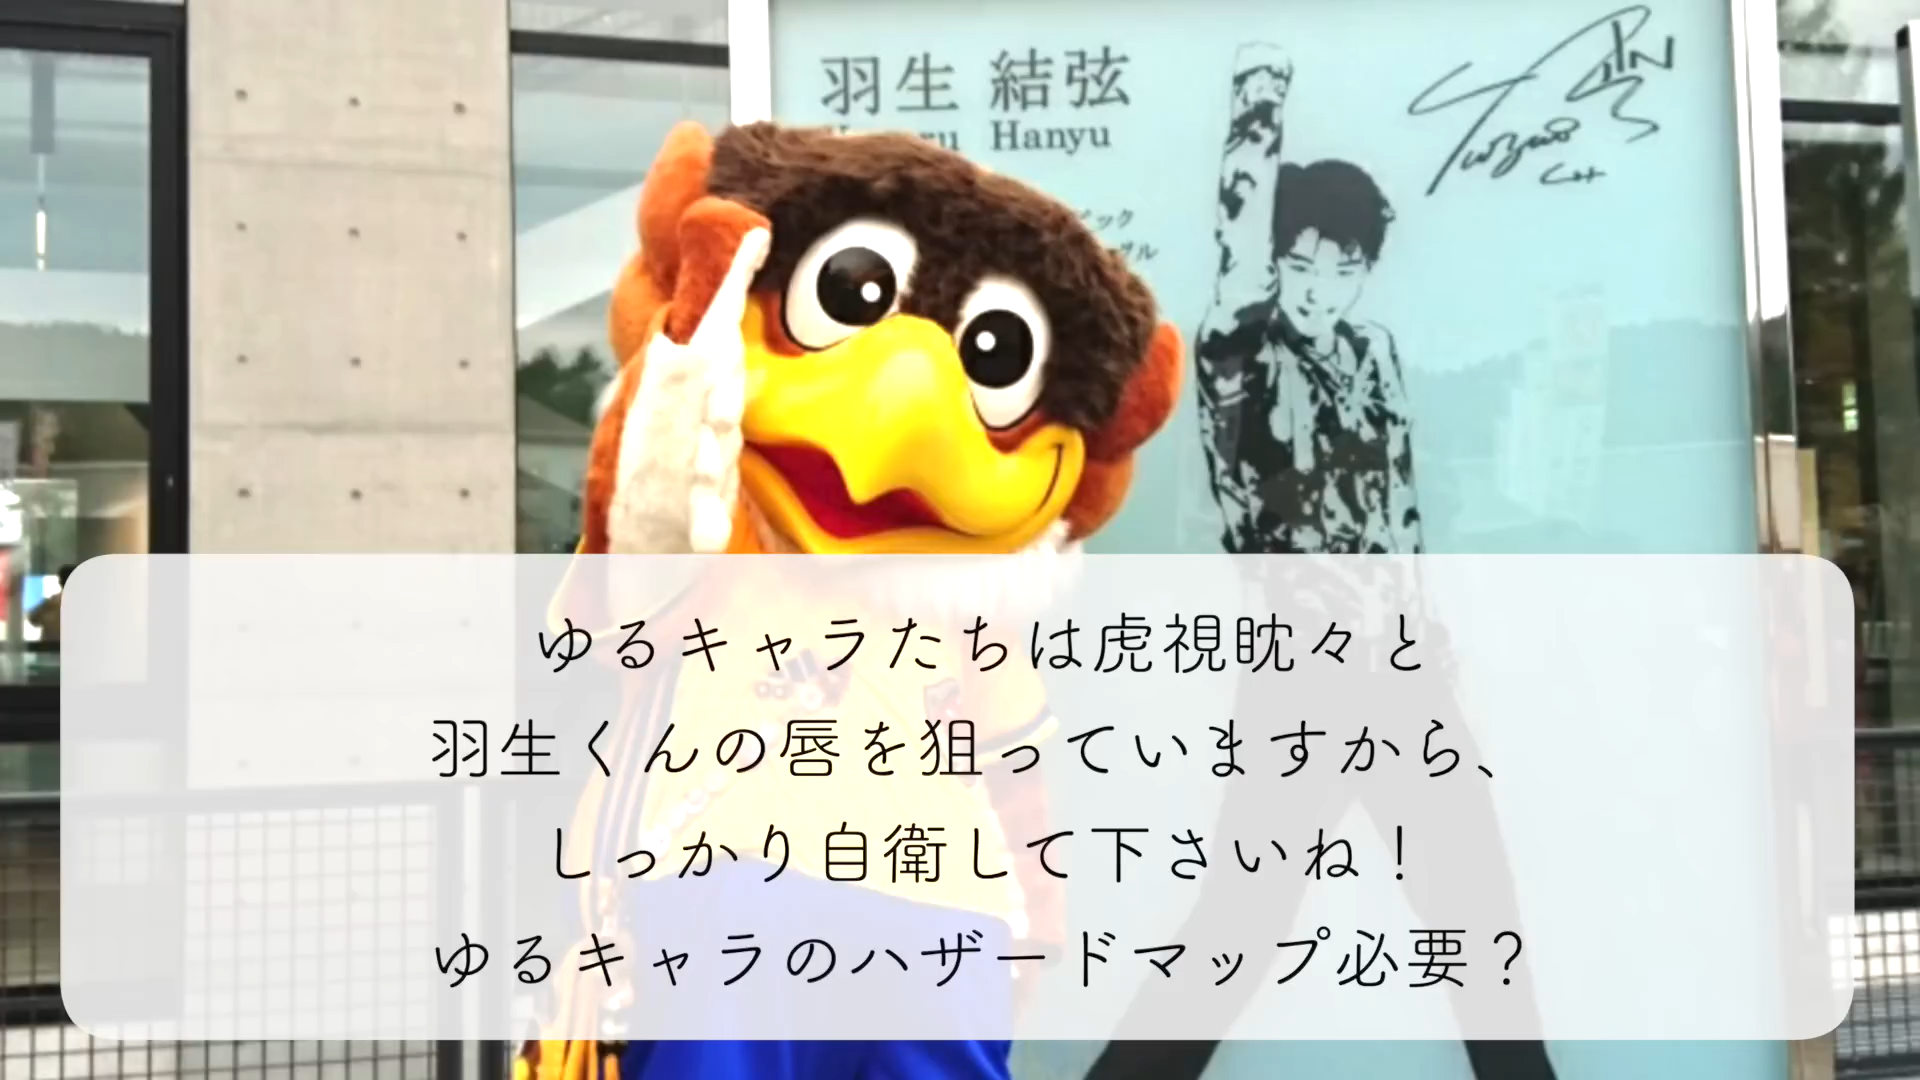 羽生 結弦
Hanyu
ゆるキャラたちは虎視眈々と
羽生くんの唇を狙っていますから、
しっかり自衛して下さいね！
ゆるキャラのハザードマップ必要？